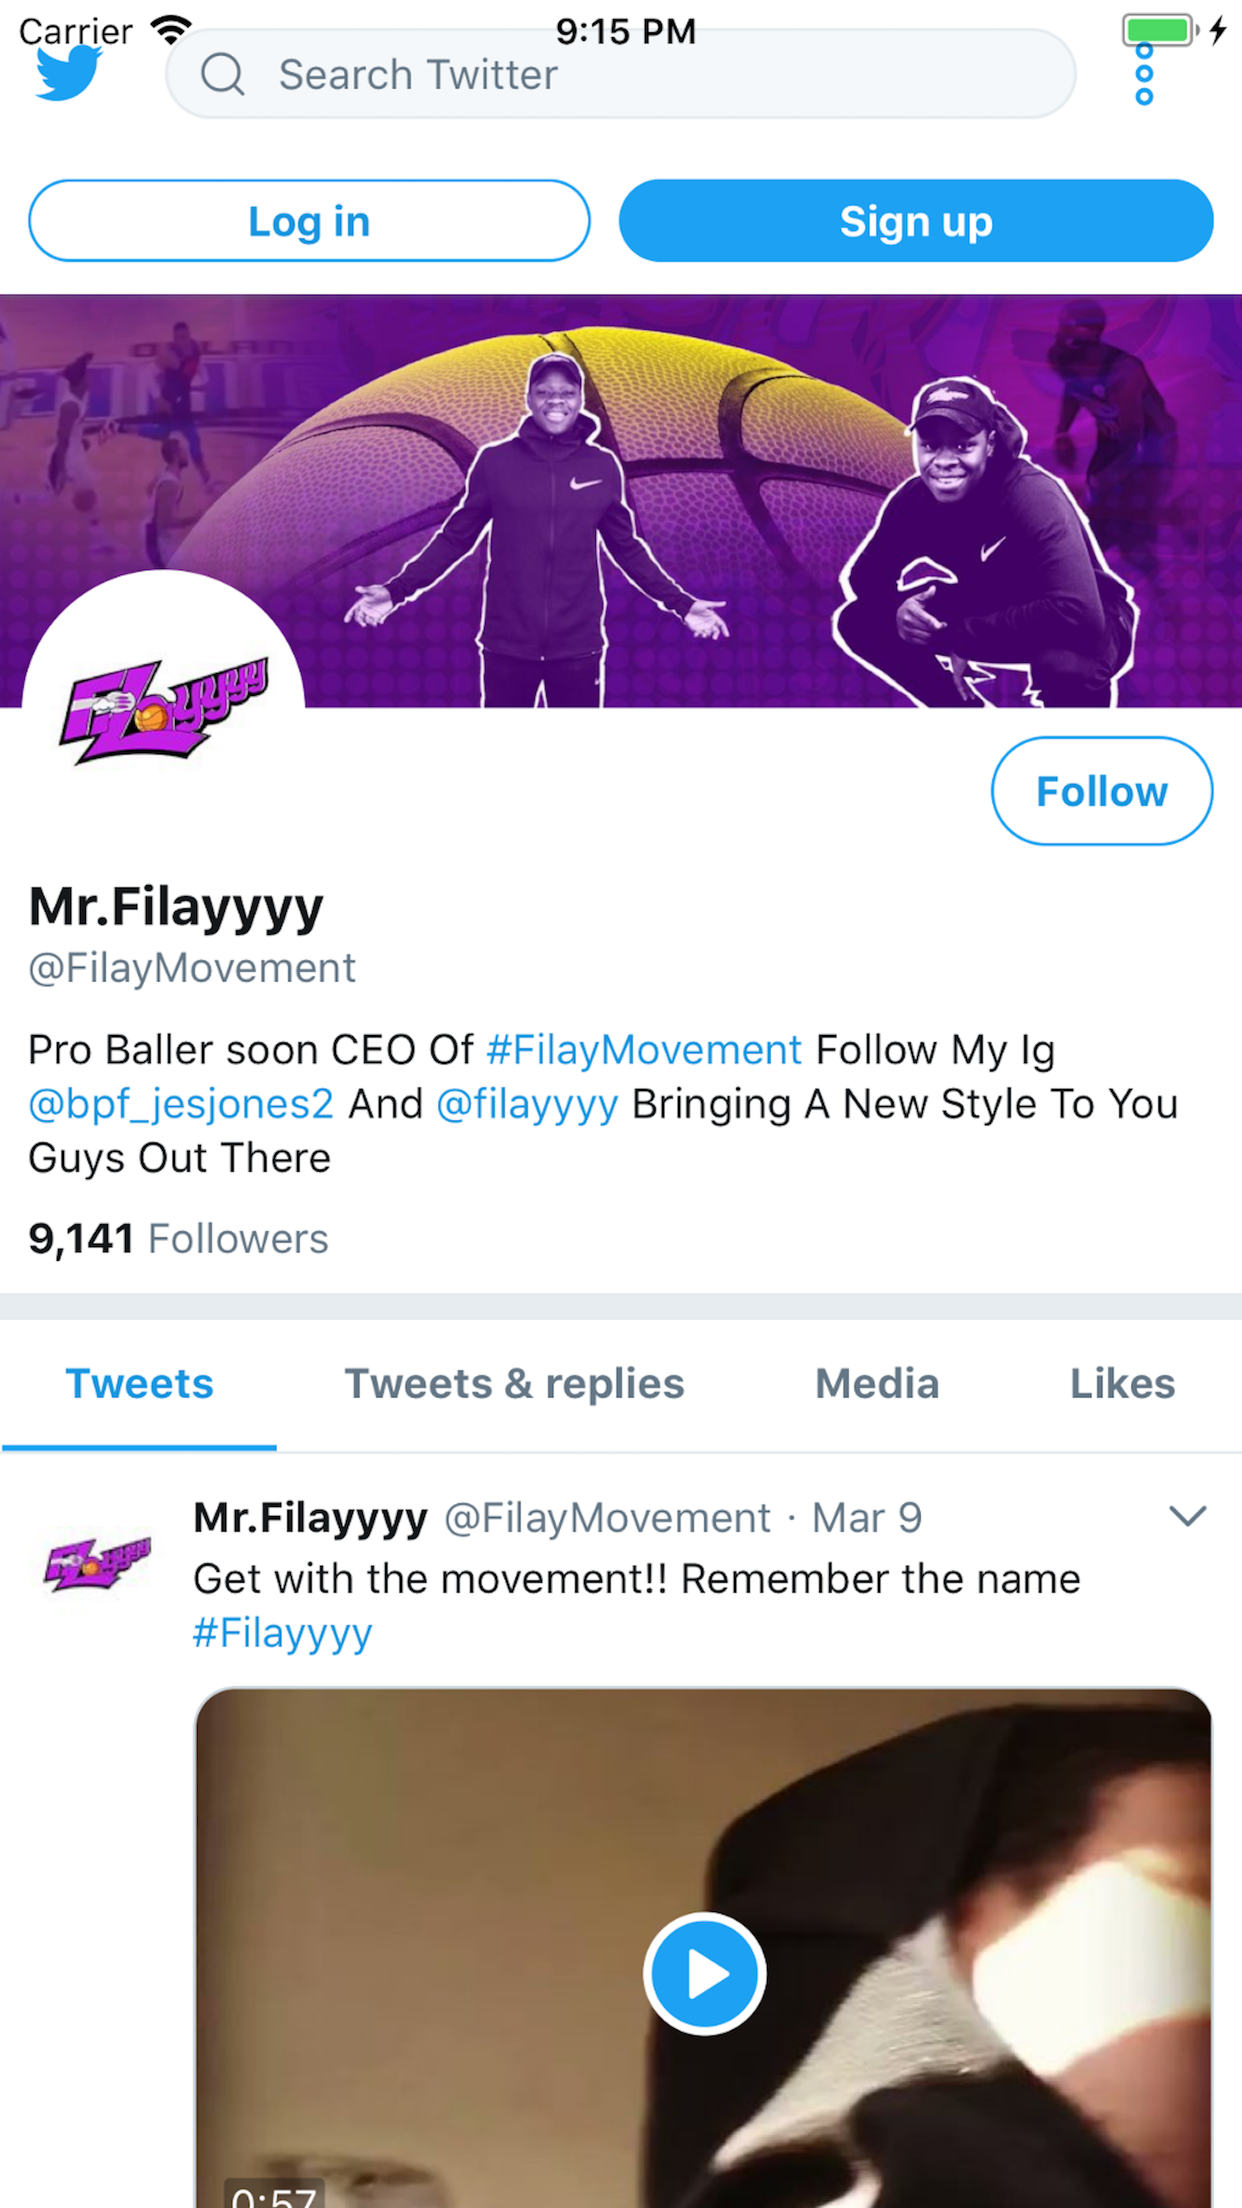 Carrier 9:15 PM
Search Twitter
Log in Sign up
Filayyyy
Follow
Mr.Filayyyy
@FilayMovement
Pro Baller soon CEO Of #FilayMovement Follow My Ig
@bpf_jesjones2 And @filayyyy Bringing A New Style To You
Guys Out There
9,141 Followers
Tweets Tweets & replies Media Likes
Mr.Filayyyy @FilayMovement · Mar 9
Get with the movement!! Remember the name
#Filayyyy
0:57